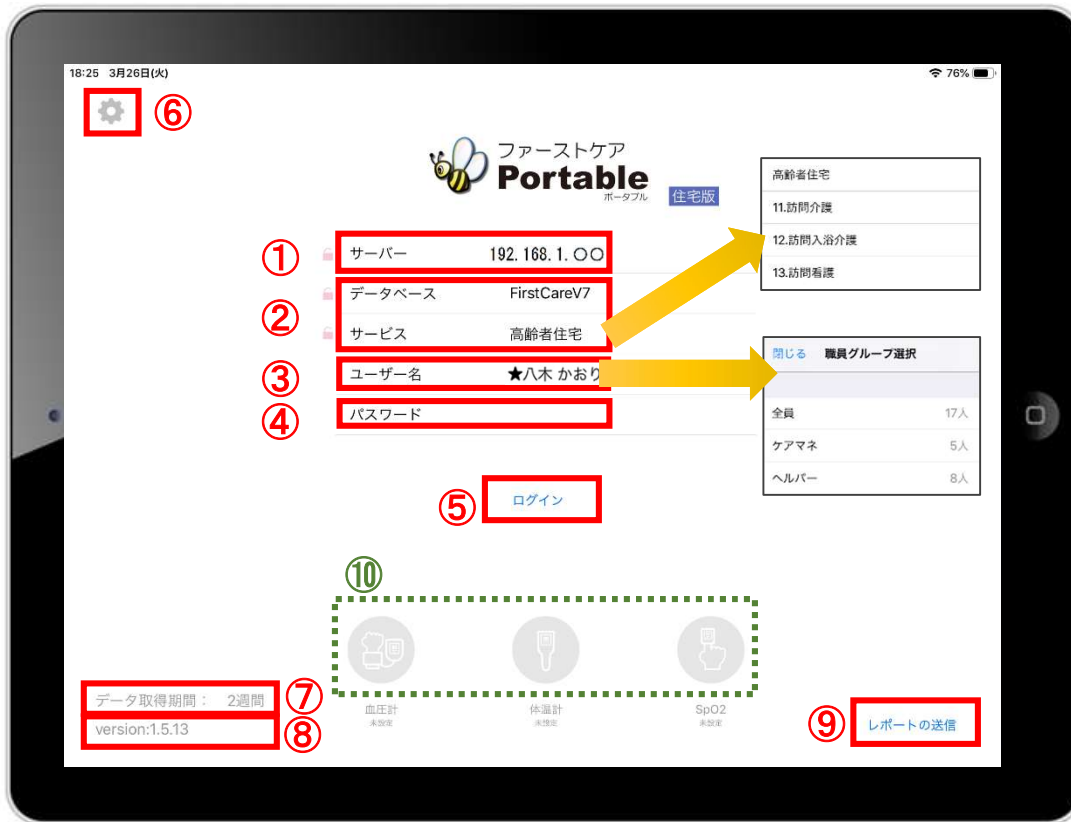 18:25 3月26日(火)
76%
⑥
ファーストケア
Portable
ポータブル
住宅版
① サーバー 192. 168. 1. 〇〇
② データベース FirstCareV7
サービス 高齢者住宅
③ ユーザー名 ★八木 かおり
④ パスワード
⑤ ログイン
高齢者住宅
11.訪問介護
12.訪問入浴介護
13.訪問看護
閉じる 職員グループ選択
全員 17人
ケアマネ 5人
ヘルパー 8人
⑩
血圧計
未設定
体温計
未設定
SpO2
未設定
データ取得期間： 2週間 ⑦
version:1.5.13 ⑧
⑨ レポートの送信